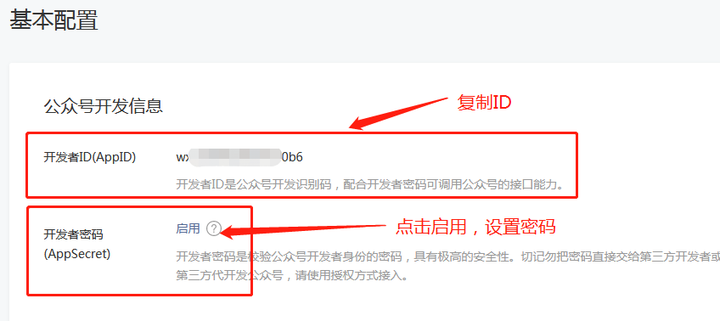 基本配置
公众号开发信息
复制ID
开发者ID(AppID)
wx 0b6
开发者ID是公众号开发识别码，配合开发者密码可调用公众号的接口能力。
开发者密码
(AppSecret)
启用 ?
点击启用，设置密码
开发者密码是校验公众号开发者身份的密码，具有极高的安全性。切记勿把密码直接交给第三方开发者或
第三方代开发公众号，请使用授权方式接入。